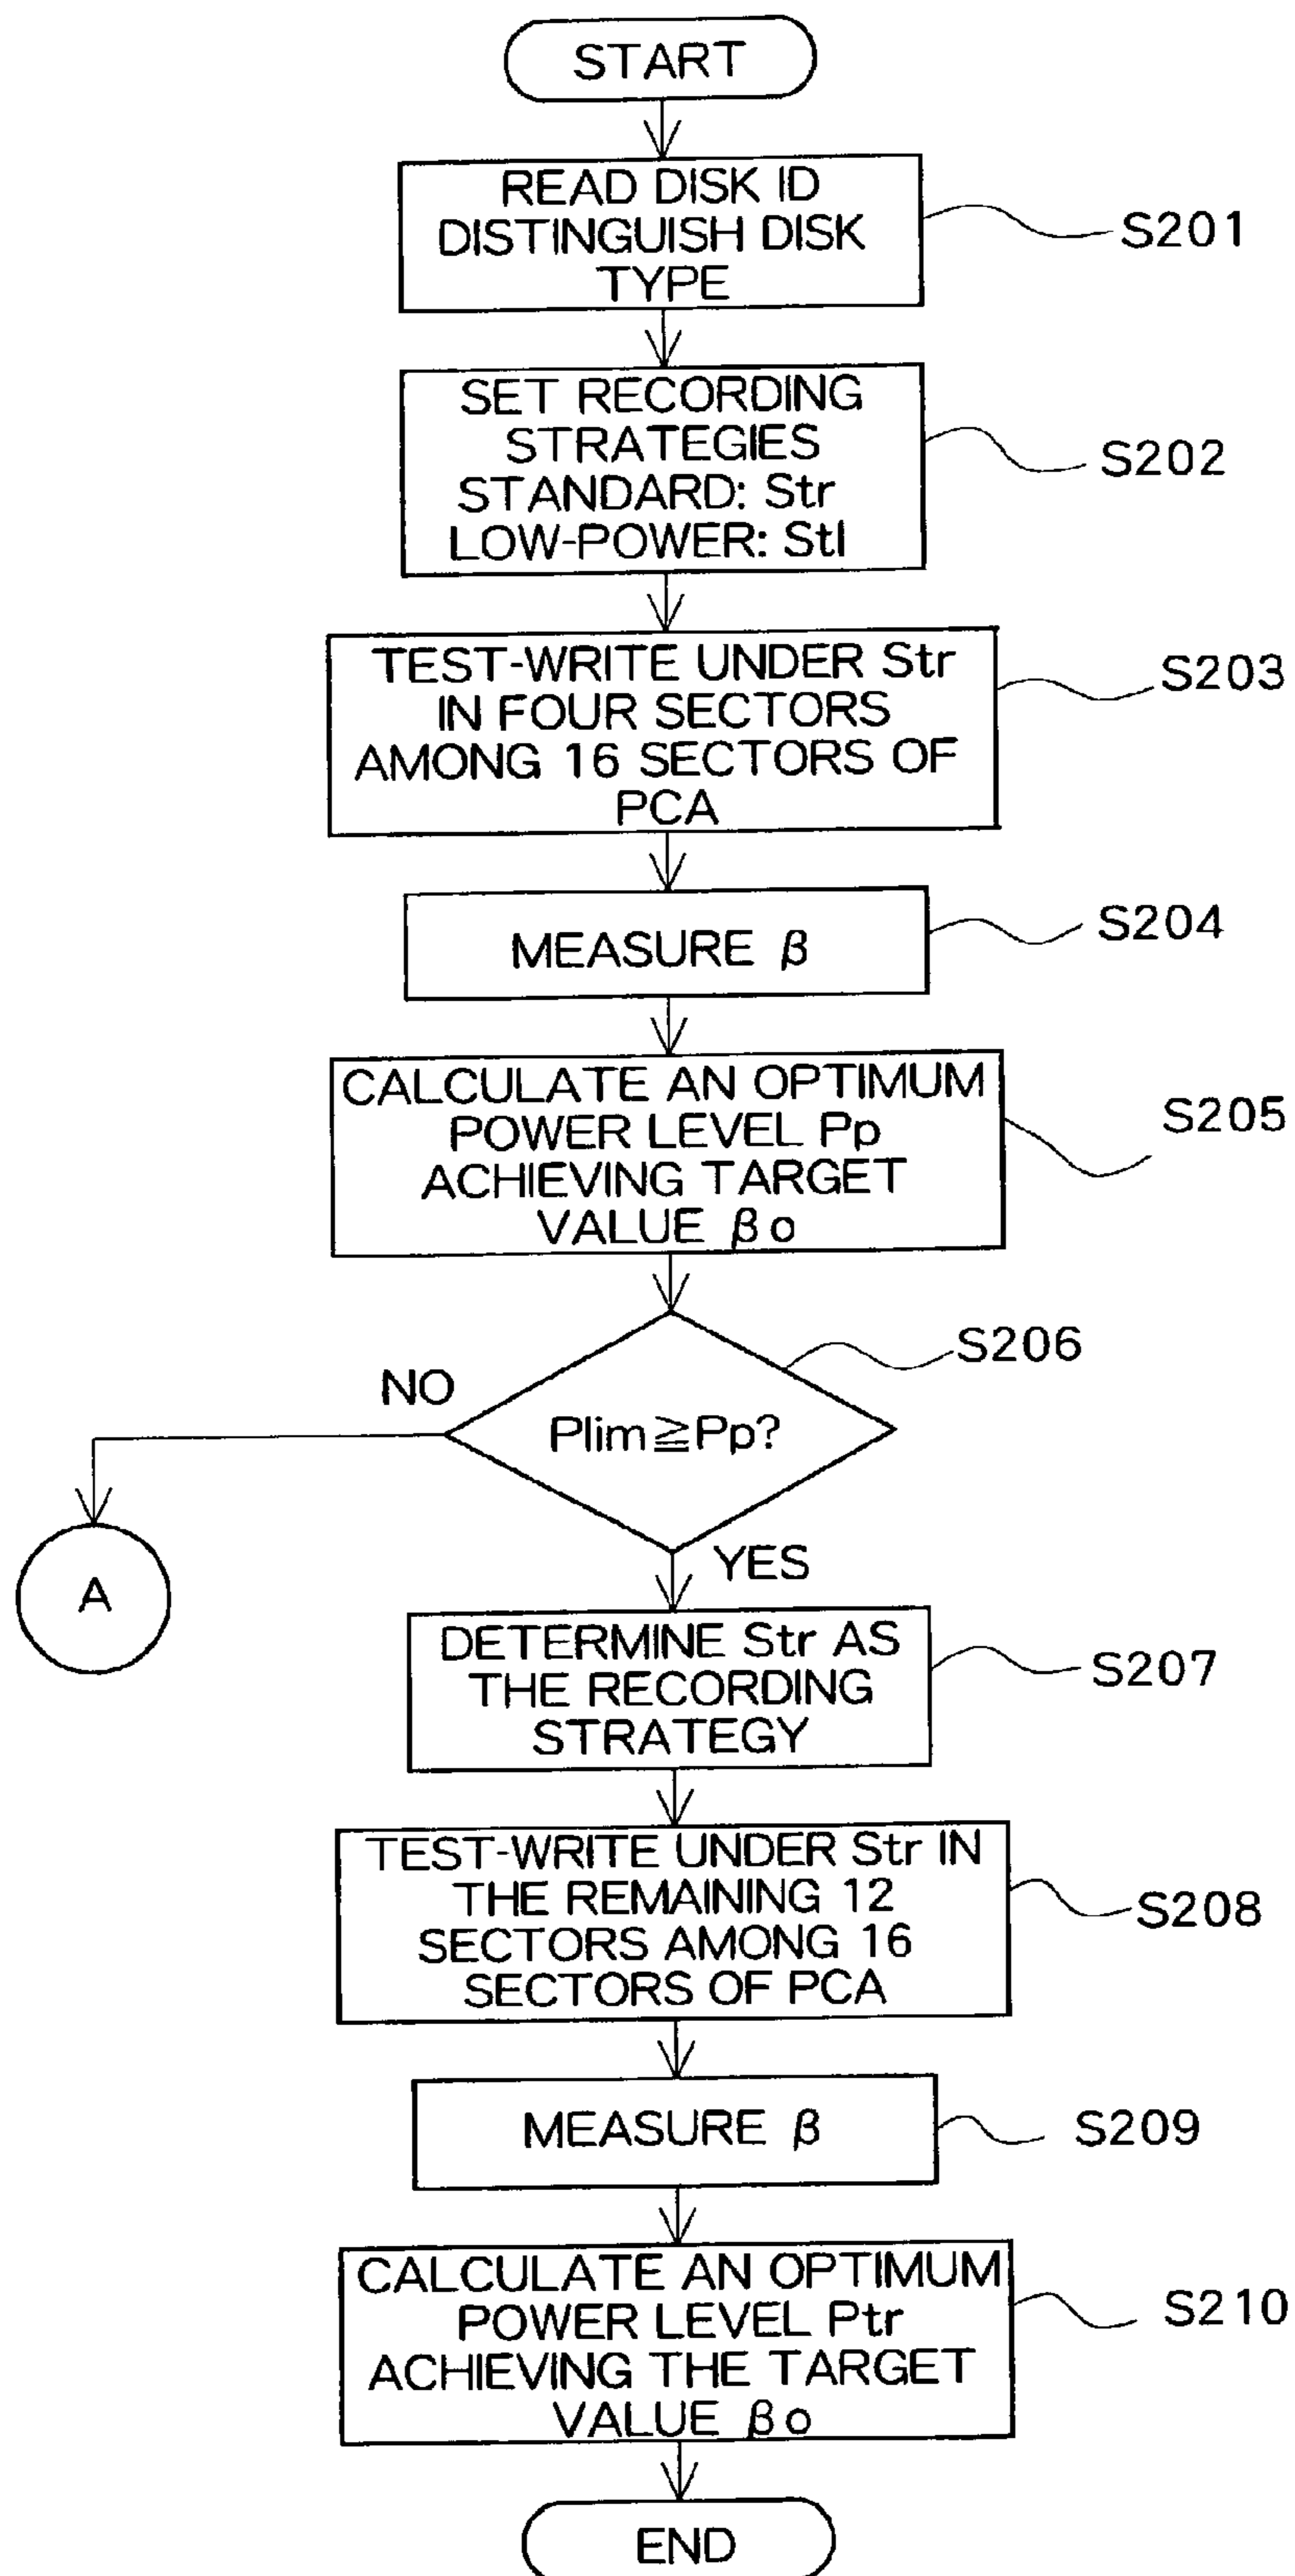 START
READ DISK ID
DISTINGUISH DISK
TYPE
S201
SET RECORDING
STRATEGIES
STANDARD: Str
LOW-POWER: Stl
S202
TEST-WRITE UNDER Str
IN FOUR SECTORS
AMONG 16 SECTORS OF
PCA
S203
MEASURE β
S204
CALCULATE AN OPTIMUM
POWER LEVEL Pp
ACHIEVING TARGET
VALUE βo
S205
S206
NO
Plim≧Pp?
YES
A
DETERMINE Str AS
THE RECORDING
STRATEGY
S207
TEST-WRITE UNDER Str IN
THE REMAINING 12
SECTORS AMONG 16
SECTORS OF PCA
S208
MEASURE β
S209
CALCULATE AN OPTIMUM
POWER LEVEL Ptr
ACHIEVING THE TARGET
VALUE βo
S210
END